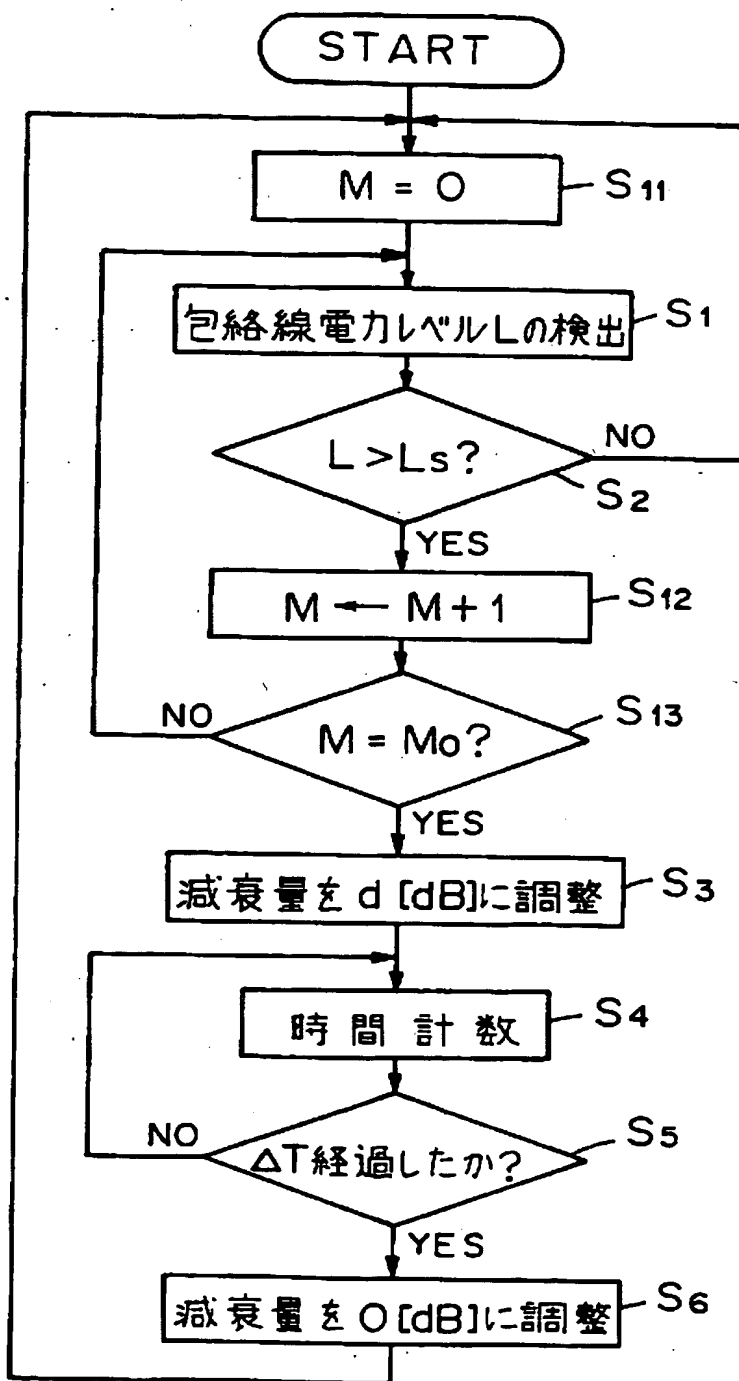 START
M = 0
S11
包絡線電力レベルLの検出
S1
L>Ls?
NO
S2
YES
M ← M+1
S12
NO
M = Mo?
S13
YES
減衰量をd[dB]に調整
S3
時間計数
S4
NO
ΔT経過したか?
S5
YES
減衰量を0[dB]に調整
S6